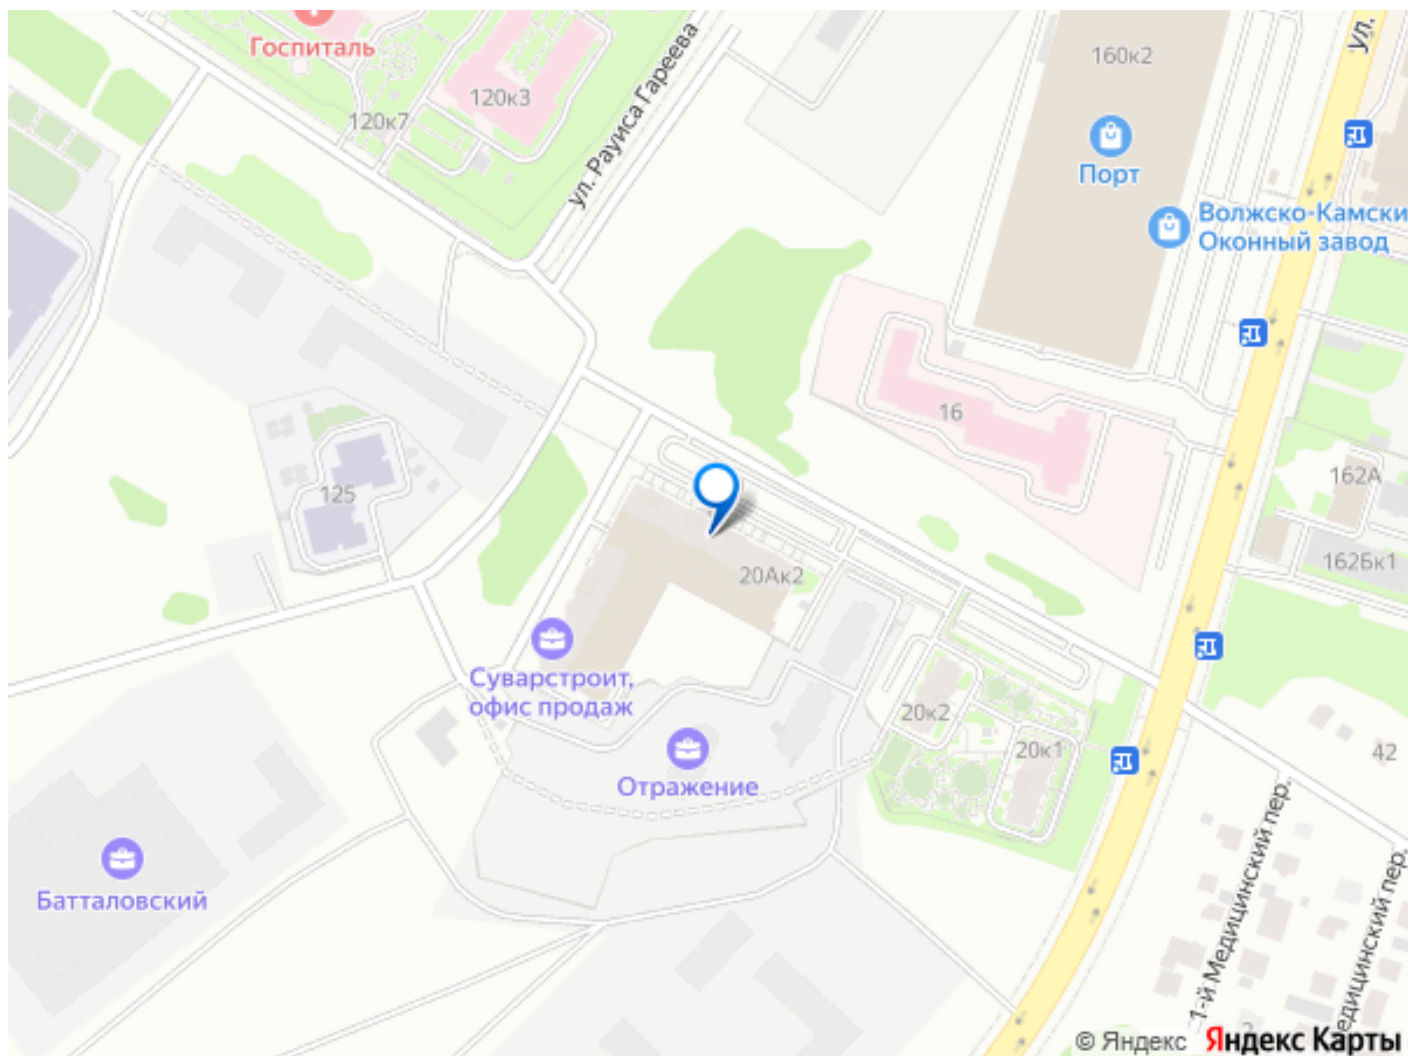 Госпиталь
120к3
120к7
ул. Рауиса Гареева
160к2
ул.
Порт
Волжско-Камски
Оконный завод
16
125
162А
162Бк1
20Ак2
Суварстроит,
офис продаж
20к2
20к1
42
Отражение
Батталовский
1-й Медицинский пер.
едицинский пер.
2
© Яндекс Яндекс Карты